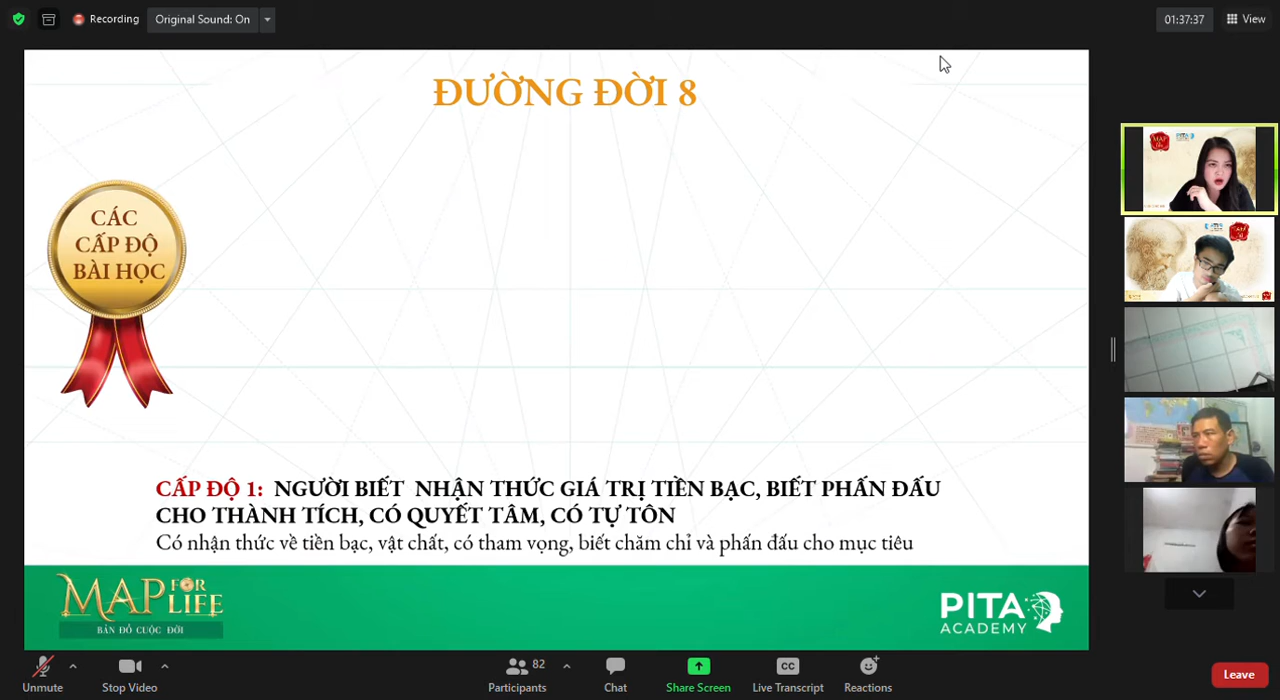 Recording
Original Sound: On
01:37:37
View
ĐƯỜNG ĐỜI 8
CÁC
CẤP ĐỘ
BÀI HỌC
CẤP ĐỘ 1: NGƯỜI BIẾT NHẬN THỨC GIÁ TRỊ TIỀN BẠC, BIẾT PHẤN ĐẤU
CHO THÀNH TÍCH, CÓ QUYẾT TÂM, CÓ TỰ TÔN
Có nhận thức về tiền bạc, vật chất, có tham vọng, biết chăm chỉ và phấn đấu cho mục tiêu
MAP FOR LIFE
BẢN ĐỒ CUỘC ĐỜI
PITA
ACADEMY
Unmute
Stop Video
Participants
82
Chat
Share Screen
CC
Live Transcript
Reactions
Leave